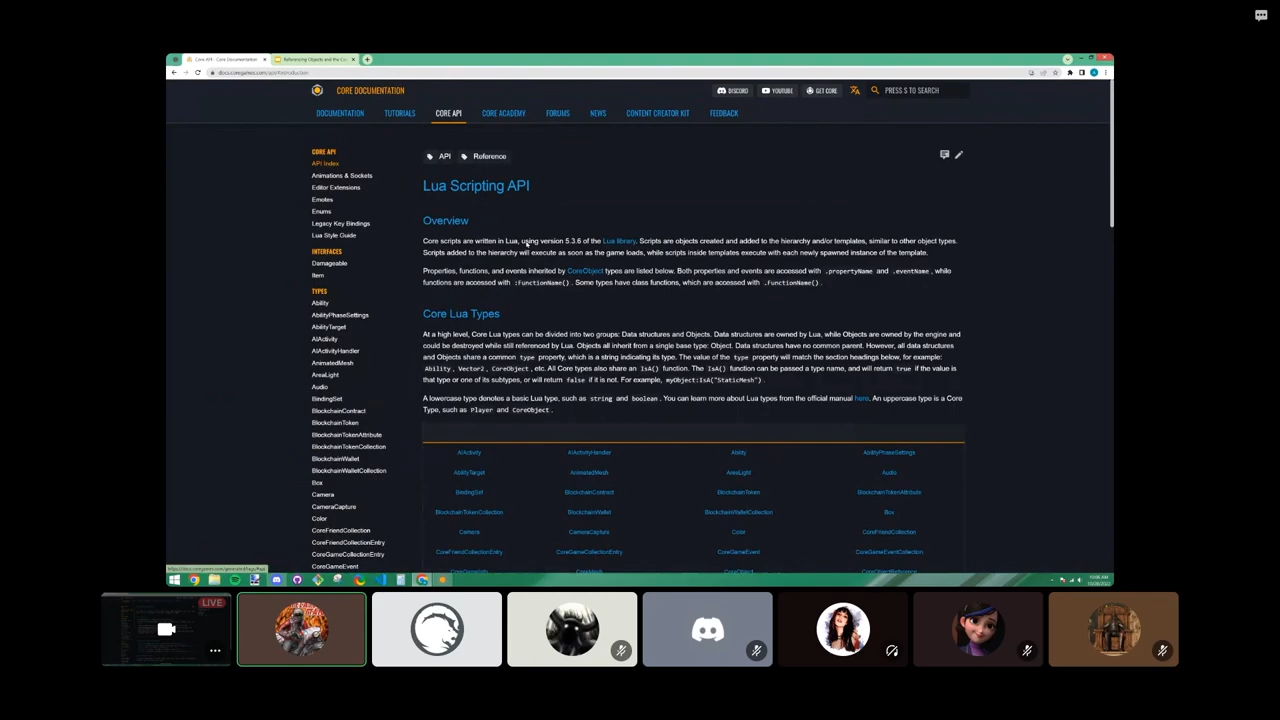 Core API - Core Documentation
Referencing Objects and the Co
docs.coregames.com/api/#introduction
CORE DOCUMENTATION
DISCORD
YOUTUBE
GET CORE
PRESS S TO SEARCH
DOCUMENTATION
TUTORIALS
CORE API
CORE ACADEMY
FORUMS
NEWS
CONTENT CREATOR KIT
FEEDBACK
CORE API
API Index
Animations & Sockets
Editor Extensions
Emotes
Enums
Legacy Key Bindings
Lua Style Guide
INTERFACES
Damageable
Item
TYPES
Ability
AbilityPhaseSettings
AbilityTarget
AIActivity
AIActivityHandler
AnimatedMesh
AreaLight
Audio
BindingSet
BlockchainContract
BlockchainToken
BlockchainTokenAttribute
BlockchainTokenCollection
BlockchainWallet
BlockchainWalletCollection
Box
Camera
CameraCapture
Color
CoreFriendCollection
CoreFriendCollectionEntry
CoreGameCollectionEntry
CoreGameEvent
API
Reference
Lua Scripting API
Overview
Core scripts are written in Lua, using version 5.3.6 of the Lua library. Scripts are objects created and added to the hierarchy and/or templates, similar to other object types.
Scripts added to the hierarchy will execute as soon as the game loads, while scripts inside templates execute with each newly spawned instance of the template.
Properties, functions, and events inherited by CoreObject types are listed below. Both properties and events are accessed with .propertyName and .eventName, while
functions are accessed with :FunctionName(). Some types have class functions, which are accessed with .FunctionName().
Core Lua Types
At a high level, Core Lua types can be divided into two groups: Data structures and Objects. Data structures are owned by Lua, while Objects are owned by the engine and
could be destroyed while still referenced by Lua. Objects all inherit from a single base type: Object. Data structures have no common parent. However, all data structures
and Objects share a common type property, which is a string indicating its type. The value of the type property will match the section headings below, for example:
Ability, Vector2, CoreObject, etc. All Core types also share an IsA() function. The IsA() function can be passed a type name, and will return true if the value is
that type or one of its subtypes, or will return false if it is not. For example, myObject:IsA("StaticMesh").
A lowercase type denotes a basic Lua type, such as string and boolean. You can learn more about Lua types from the official manual here. An uppercase type is a Core
Type, such as Player and CoreObject.
AIActivity AIActivityHandler Ability AbilityPhaseSettings
AbilityTarget AnimatedMesh AreaLight Audio
BindingSet BlockchainContract BlockchainToken BlockchainTokenAttribute
BlockchainTokenCollection BlockchainWallet BlockchainWalletCollection Box
Camera CameraCapture Color CoreFriendCollection
CoreFriendCollectionEntry CoreGameCollectionEntry CoreGameEvent CoreGameEventCollection
CoreGameInfo CoreMesh CoreObject CoreObjectReference
LIVE